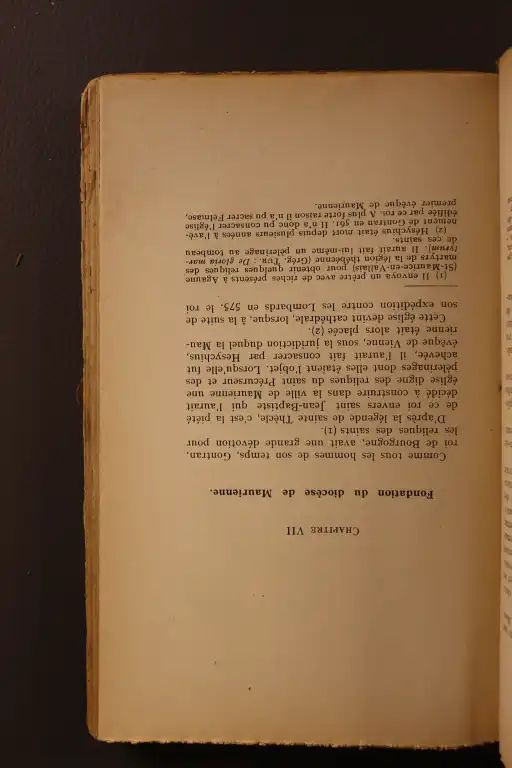 CHAPITRE VII
Fondation du diocèse de Maurienne.
Comme tous les hommes de son temps, Gontran,
roi de Bourgogne, avait une grande dévotion pour
les reliques des saints (1).
D'après la légende de sainte Thècle, c'est la piété
de ce roi envers saint Jean-Baptiste qui l'aurait
décidé à construire dans la ville de Maurienne une
église digne des reliques du saint Précurseur et des
pèlerinages dont elles étaient l'objet. Lorsqu'elle fut
achevée, il l'aurait fait consacrer par Hesychius,
évêque de Vienne, sous la juridiction duquel la Mau-
rienne était alors placée (2).
Cette église devint cathédrale, lorsque, à la suite de
son expédition contre les Lombards en 575, le roi
(1) Il envoya un prêtre avec de riches présents à Agaune
(St-Maurice-en-Vallais) pour obtenir quelques reliques des
martyrs de la légion thébéenne (Grég. Tur. : De gloria mar-
tyrum). Il aurait fait lui-même un pèlerinage au tombeau
de ces saints.
(2) Hésychius était mort depuis plusieurs années à l'avè-
nement de Gontran en 561. Il n'a donc pu consacrer l'église
édifiée par ce roi. A plus forte raison il n'a pu sacrer Felmase,
premier évêque de Maurienne.